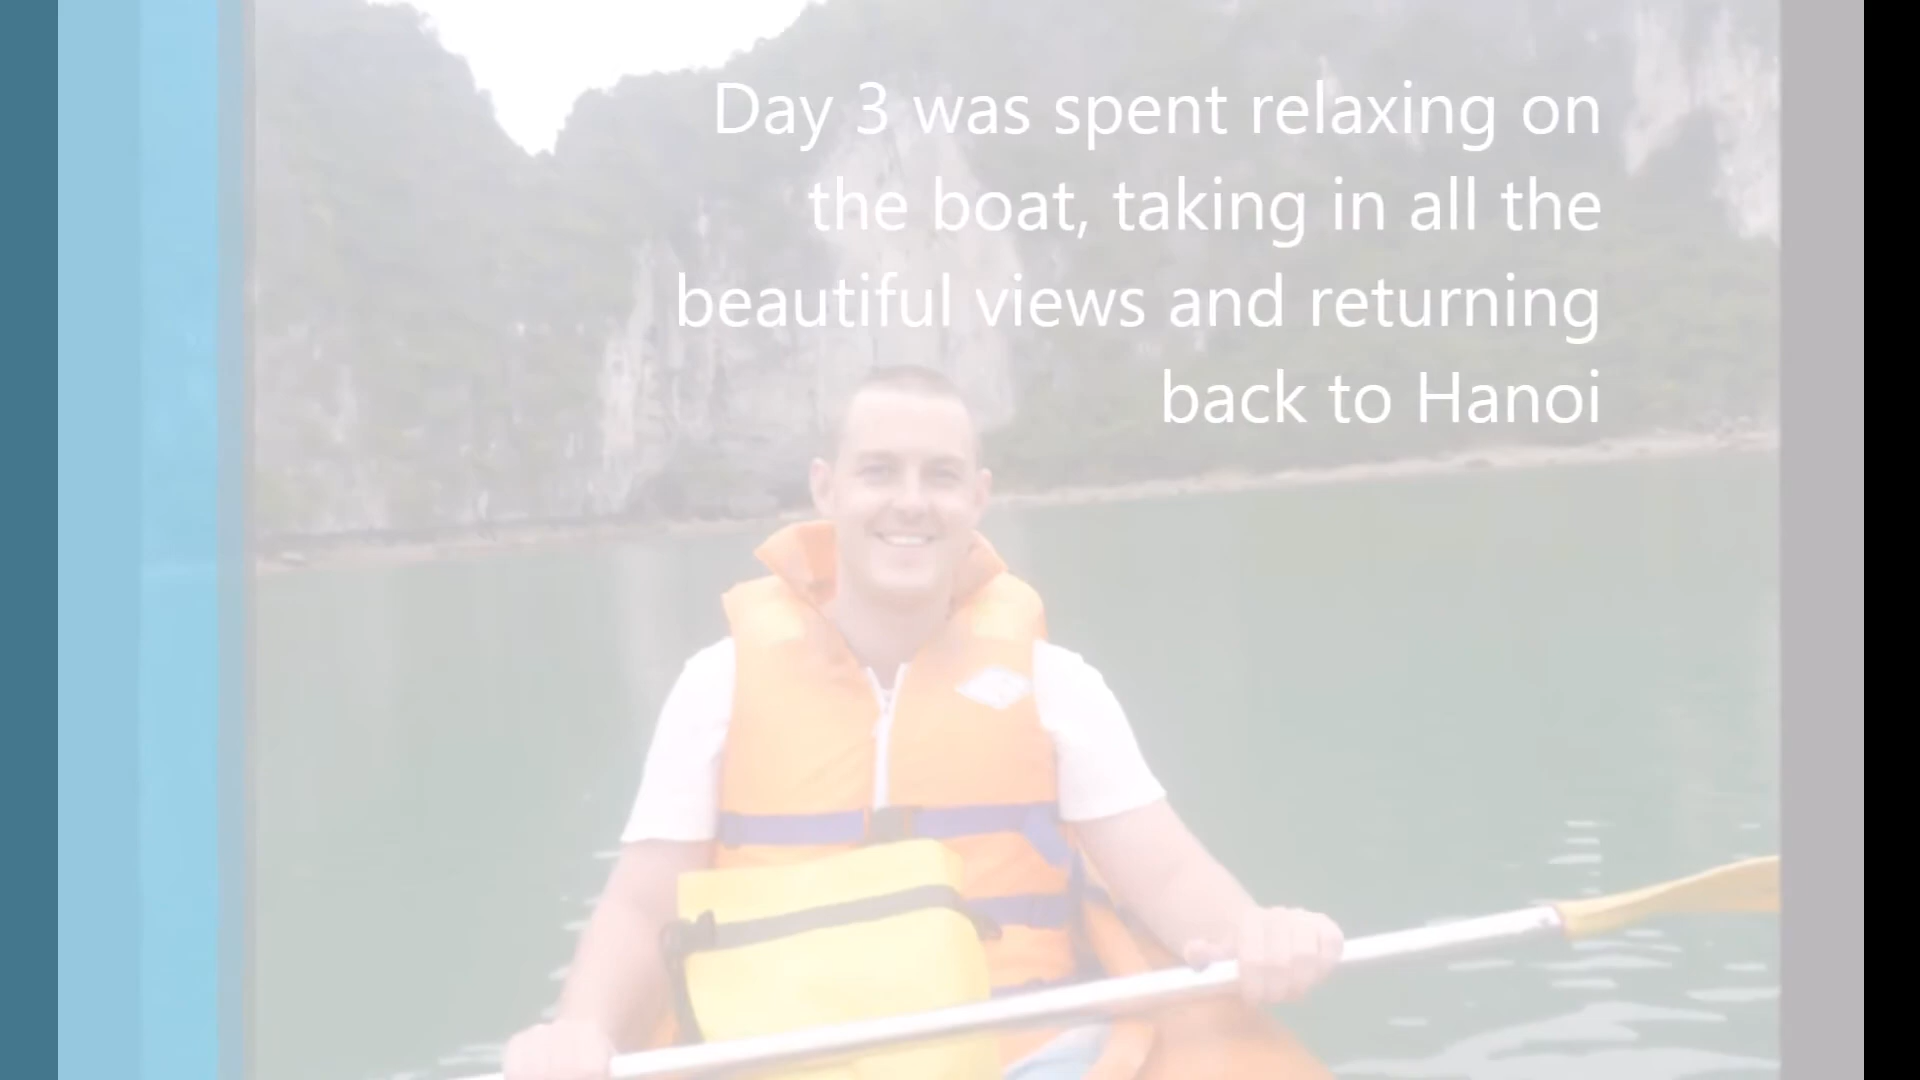 Day 3 was spent relaxing on
the boat, taking in all the
beautiful views and returning
back to Hanoi